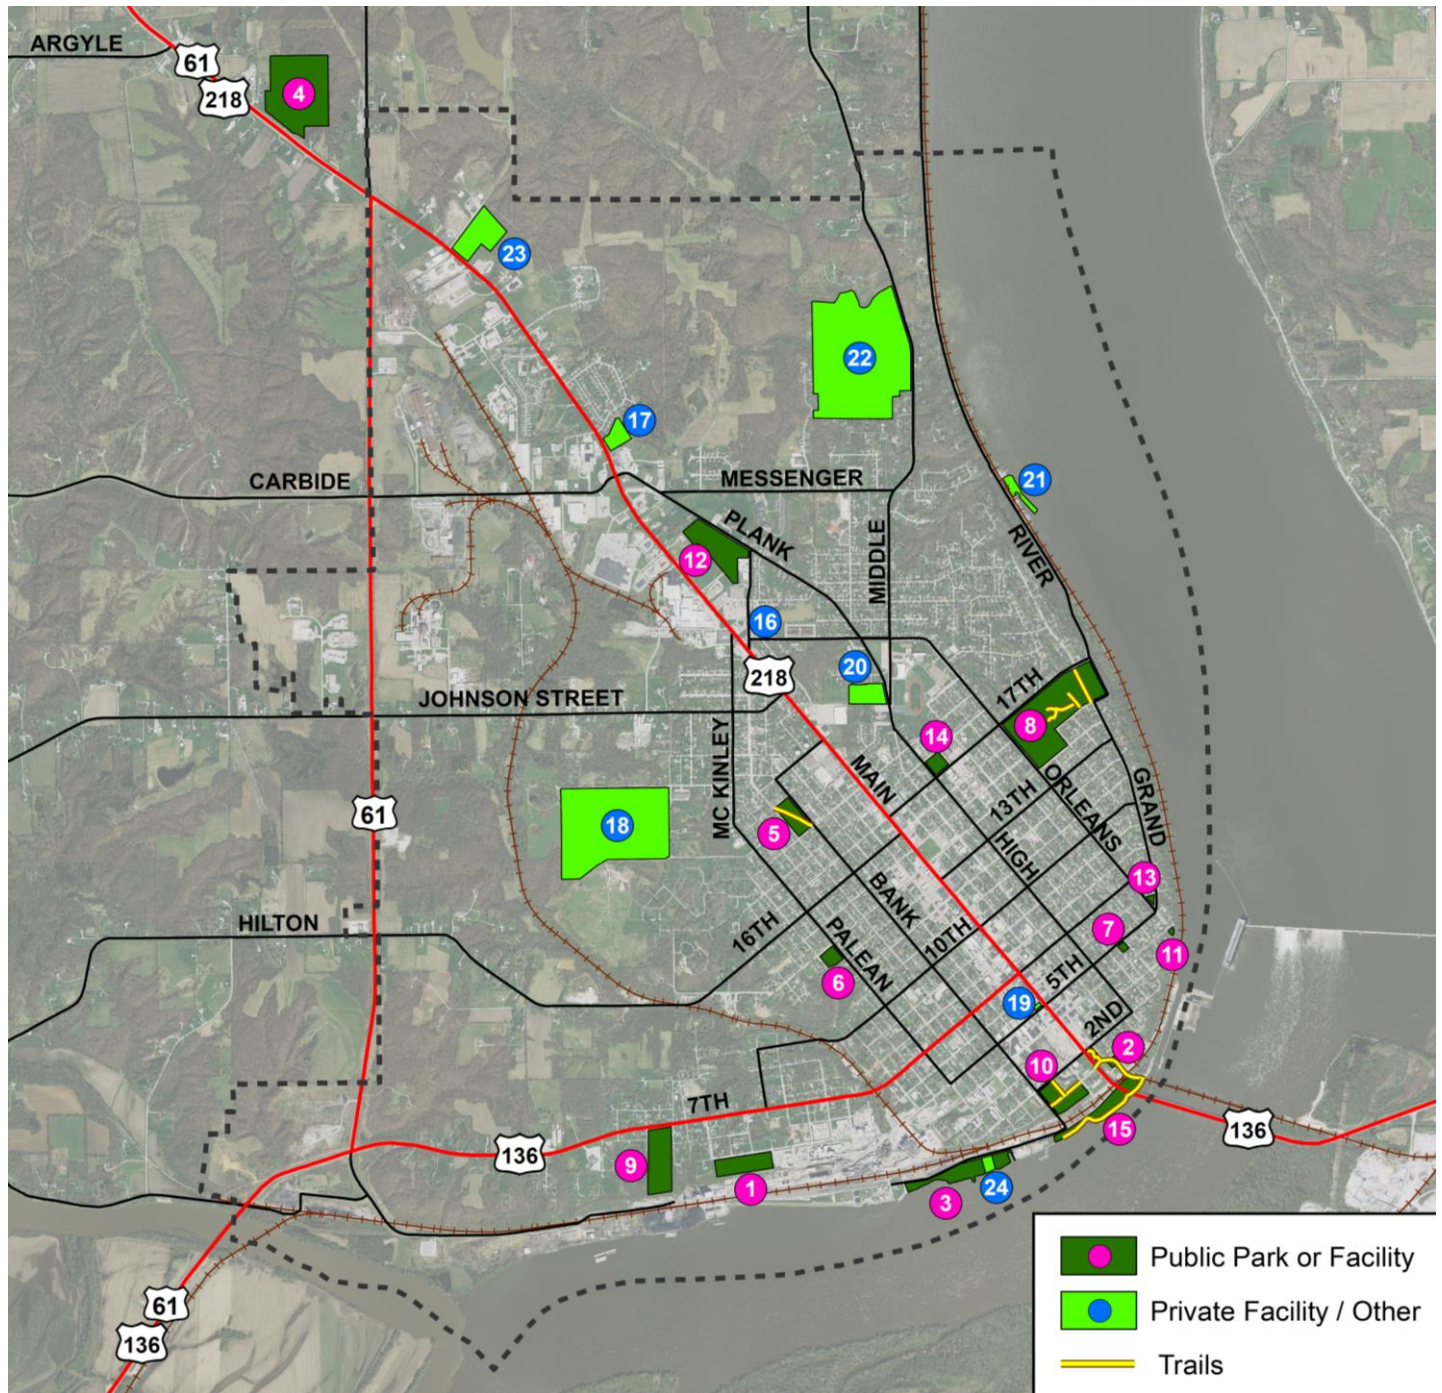 ARGYLE
61
218
4
23
22
17
CARBIDE
MESSENGER
21
PLANK
RIVER
12
MIDDLE
16
218
20
JOHNSON STREET
17TH
8
14
MC KINLEY
MAIN
13TH
ORLEANS
GRAND
61
18
5
HIGH
BANK
13
HILTON
16TH
PALEAN
10TH
7
11
6
5TH
19
2ND
2
10
7TH
136
9
1
15
136
3
24
61
136
Public Park or Facility
Private Facility / Other
Trails